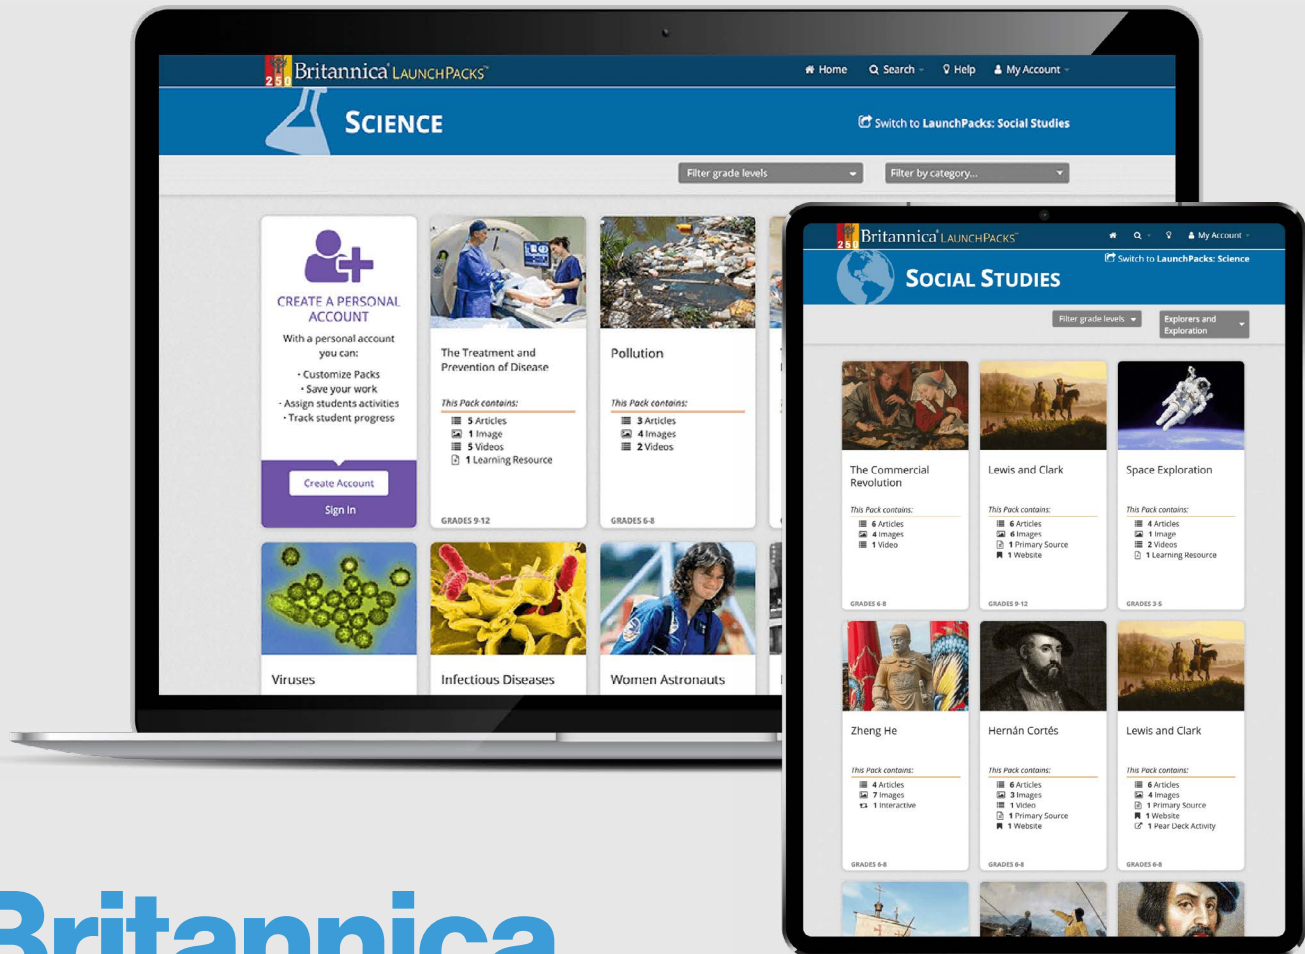 250
Britannica® LAUNCHPACKS™
Home Search Help My Account
SCIENCE
Switch to LaunchPacks: Social Studies
Filter grade levels
Filter by category...
CREATE A PERSONAL
ACCOUNT
With a personal account
you can:
· Customize Packs
· Save your work
· Assign students activities
· Track student progress
Create Account
Sign In
The Treatment and
Prevention of Disease
This Pack contains:
5 Articles
1 Image
5 Videos
1 Learning Resource
GRADES 9-12
Pollution
This Pack contains:
3 Articles
4 Images
2 Videos
GRADES 6-8
Viruses
Infectious Diseases
Women Astronauts
250
Britannica® LAUNCHPACKS™
My Account
Switch to LaunchPacks: Science
SOCIAL STUDIES
Filter grade levels
Explorers and
Exploration
The Commercial
Revolution
This Pack contains:
6 Articles
4 Images
1 Video
GRADES 6-8
Lewis and Clark
This Pack contains:
6 Articles
6 Images
1 Primary Source
1 Website
GRADES 9-12
Space Exploration
This Pack contains:
4 Articles
1 Image
2 Videos
1 Learning Resource
GRADES 3-5
Zheng He
This Pack contains:
4 Articles
7 Images
1 Interactive
GRADES 6-8
Hernán Cortés
This Pack contains:
6 Articles
3 Images
1 Video
1 Primary Source
1 Website
GRADES 6-8
Lewis and Clark
This Pack contains:
6 Articles
4 Images
1 Primary Source
1 Website
1 Pear Deck Activity
GRADES 6-8
Britannica